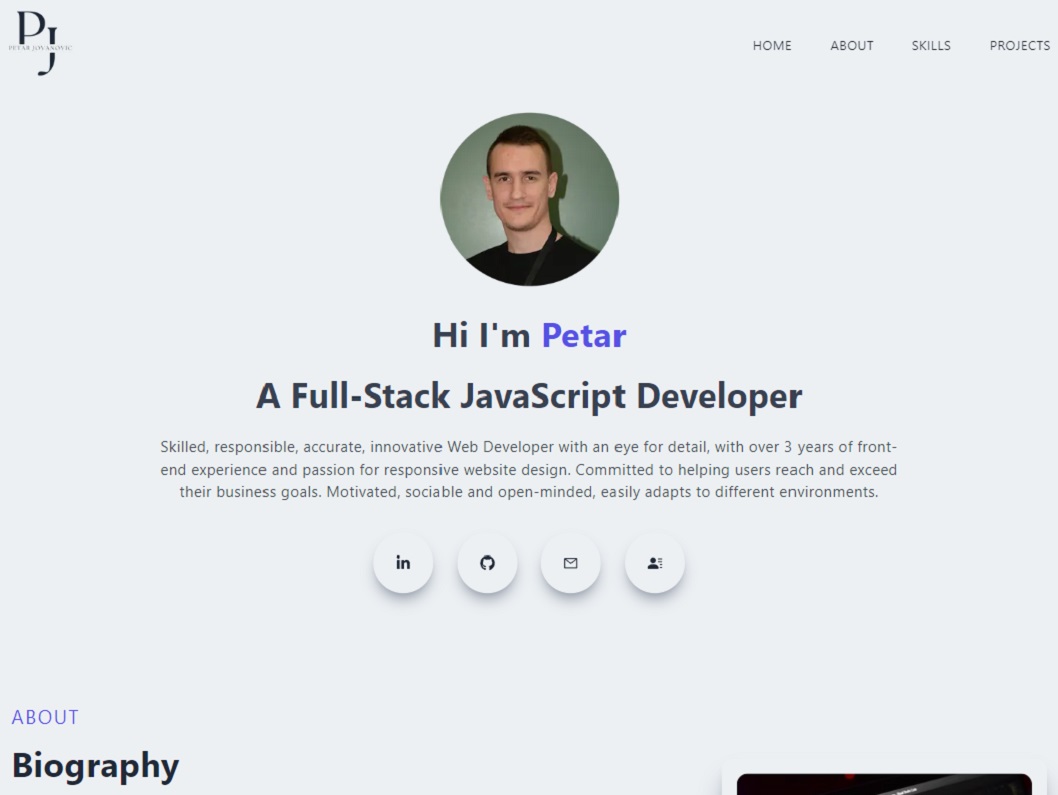 PJ
PETAR JOVANOVIC
HOME ABOUT SKILLS PROJECTS
Hi I'm Petar
A Full-Stack JavaScript Developer
Skilled, responsible, accurate, innovative Web Developer with an eye for detail, with over 3 years of front-
end experience and passion for responsive website design. Committed to helping users reach and exceed
their business goals. Motivated, sociable and open-minded, easily adapts to different environments.
in
ABOUT
Biography